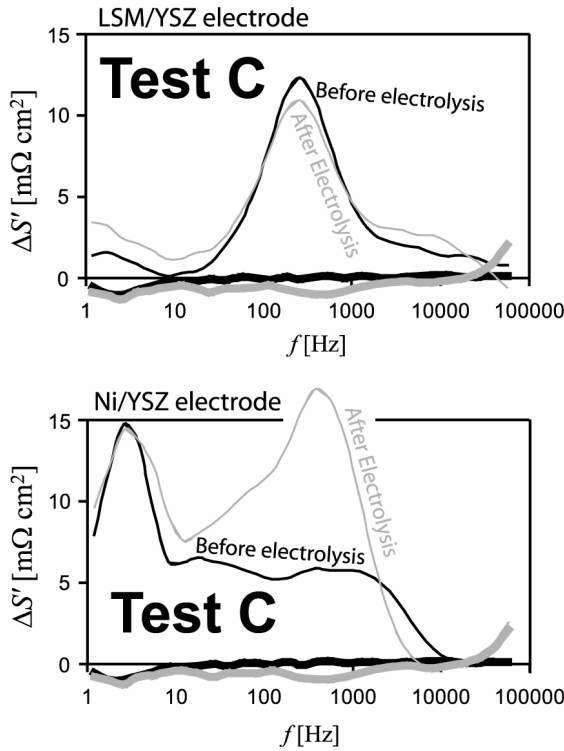 LSM/YSZ electrode
15
Test C
Before electrolysis
10
After Electrolysis
ΔS′ [mΩ cm²]
5
0
1 10 100 1000 10000 100000
f [Hz]
Ni/YSZ electrode
15
After Electrolysis
10
ΔS′ [mΩ cm²]
Before electrolysis
5
Test C
0
1 10 100 1000 10000 100000
f [Hz]